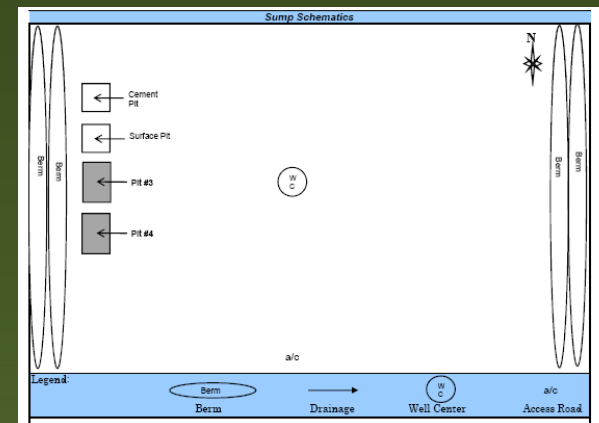 Sump Schematics
N
Cement
Pit
Surface Pit
Pit #3
Pit #4
Berm
Berm
W
C
Berm
Berm
a/c
Legend:
Berm
W
C
a/c
Berm
Drainage
Well Center
Access Road